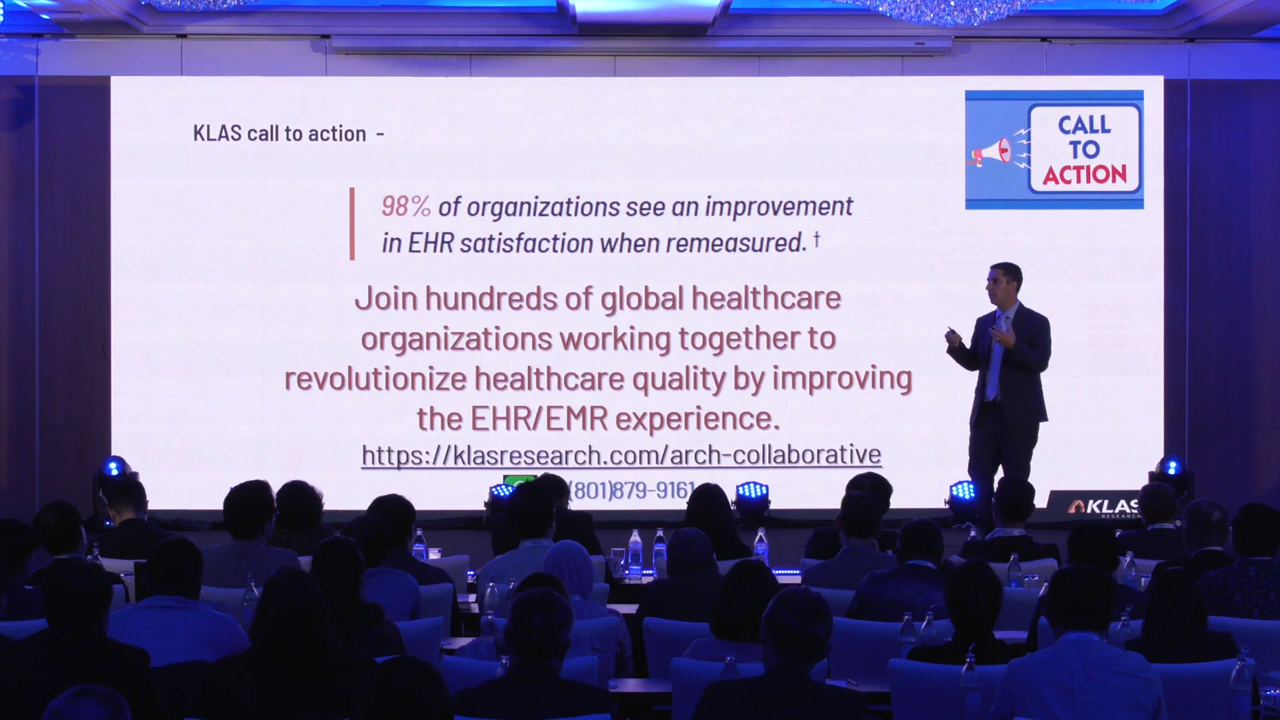 KLAS call to action -
CALL
TO
ACTION
98% of organizations see an improvement
in EHR satisfaction when remeasured. †
Join hundreds of global healthcare
organizations working together to
revolutionize healthcare quality by improving
the EHR/EMR experience.
https://klasresearch.com/arch-collaborative
(801)879-9161
KLAS
RESEARCH